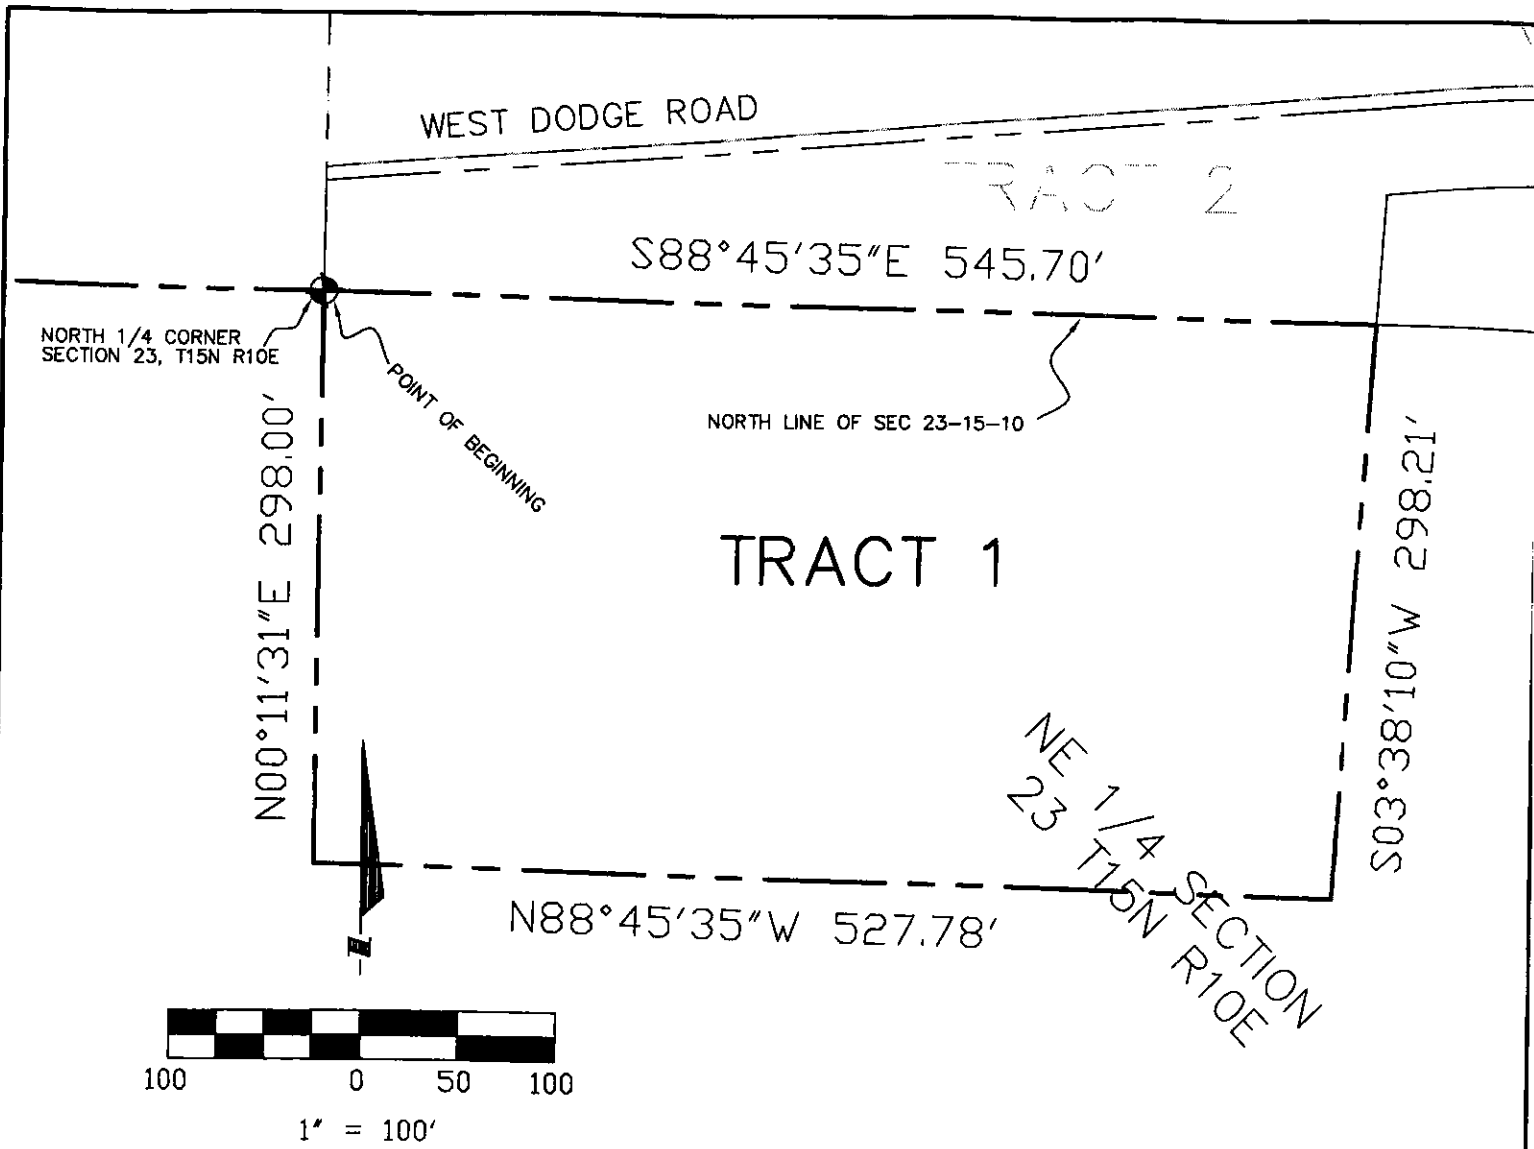 WEST DODGE ROAD
TRACT 2
S88°45'35"E 545.70'
NORTH 1/4 CORNER
SECTION 23, T15N R10E
POINT OF BEGINNING
NORTH LINE OF SEC 23-15-10
N00°11'31"E 298.00'
S03°38'10"W 298.21'
TRACT 1
NE 1/4 SECTION
23 T15N R10E
N88°45'35"W 527.78'
100 0 50 100
1" = 100'